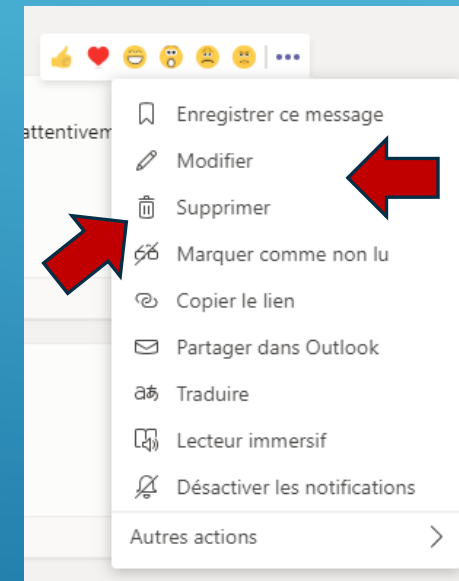 Enregistrer ce message
attentivem
Modifier
Supprimer
Marquer comme non lu
Copier le lien
Partager dans Outlook
Traduire
Lecteur immersif
Désactiver les notifications
Autres actions